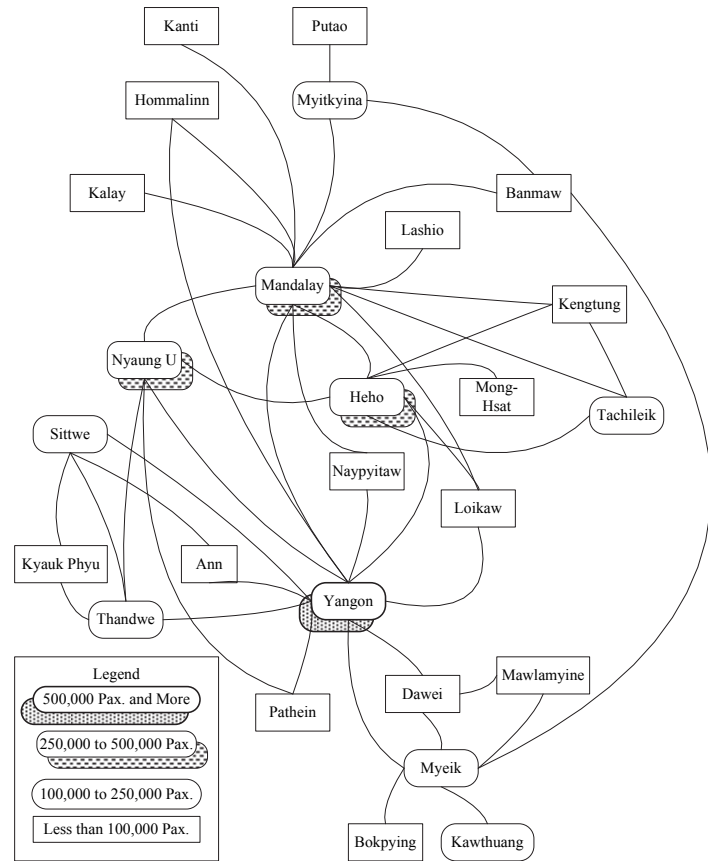 Kanti
Putao
Hommalinn
Myitkyina
Kalay
Banmaw
Lashio
Mandalay
Kengtung
Nyaung U
Heho
Mong-
Hsat
Tachileik
Sittwe
Naypyitaw
Loikaw
Kyauk Phyu
Ann
Yangon
Thandwe
Legend
500,000 Pax. and More
250,000 to 500,000 Pax.
100,000 to 250,000 Pax.
Less than 100,000 Pax.
Pathein
Dawei
Mawlamyine
Myeik
Bokpying
Kawthuang